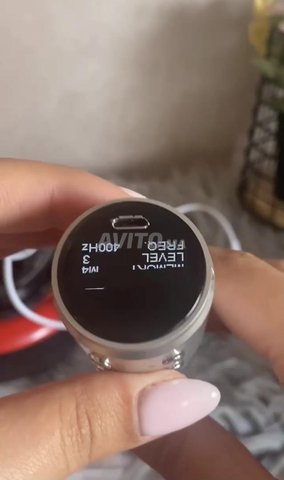 MEMORY M4
LEVEL 3
FREQ 400Hz
AVITO